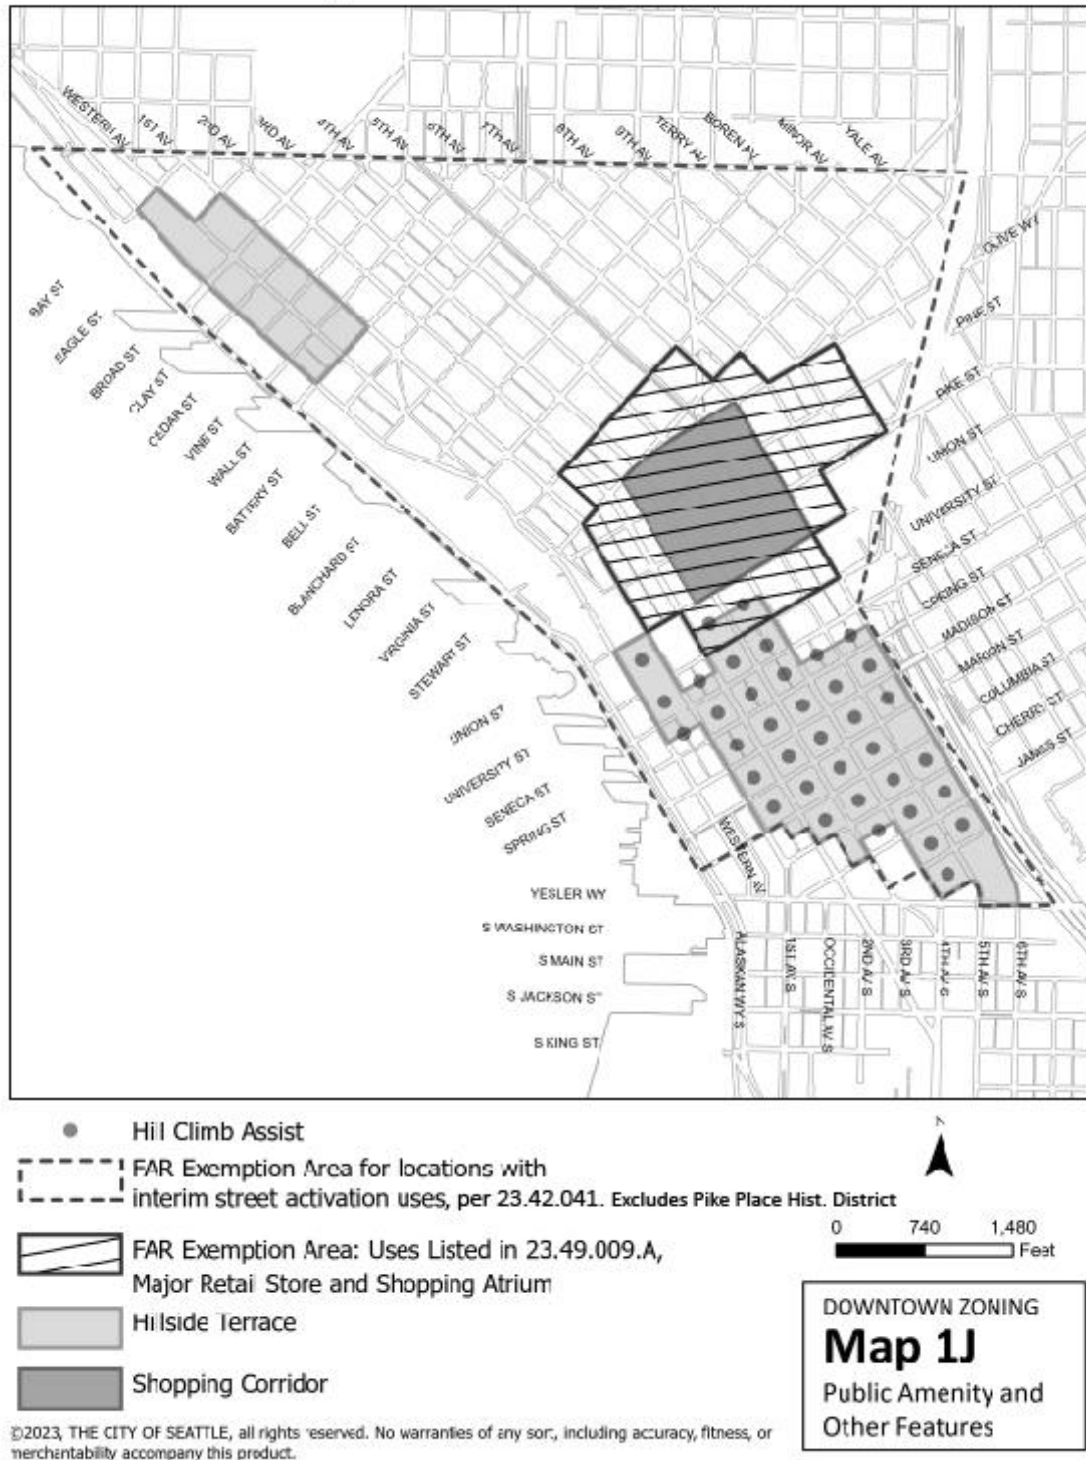 WESTERN AV
1ST AV
2ND AV
3RD AV
4TH AV
5TH AV
6TH AV
7TH AV
8TH AV
9TH AV
TERRY AV
BOREN AV
MINOR AV
YALE AV
OLIVE WY
PINE ST
PIKE ST
UNION ST
UNIVERSITY ST
SENECA ST
SPRING ST
MADISON ST
MARION ST
COLUMBIA ST
CHERRY ST
JAMES ST
BAY ST
EAGLE ST
BROAD ST
CLAY ST
CEDAR ST
VINE ST
WALL ST
BATTERY ST
BELL ST
BLANCHARD ST
LENORA ST
VIRGINIA ST
STEWART ST
UNION ST
UNIVERSITY ST
SENECA ST
SPRING ST
YESLER WY
S WASHINGTON ST
S MAIN ST
S JACKSON ST
S KING ST
WESTERN AV
ALASKAN WY S
1ST AV S
OCCIDENTAL AV S
2ND AV S
3RD AV S
4TH AV S
5TH AV S
6TH AV S
Hill Climb Assist
FAR Exemption Area for locations with
interim street activation uses, per 23.42.041. Excludes Pike Place Hist. District
FAR Exemption Area: Uses Listed in 23.49.009.A,
Major Retail Store and Shopping Atrium
Hillside Terrace
Shopping Corridor
N
0 740 1,480
Feet
DOWNTOWN ZONING
Map 1J
Public Amenity and
Other Features
©2023, THE CITY OF SEATTLE, all rights reserved. No warranties of any sort, including accuracy, fitness, or
merchantability accompany this product.